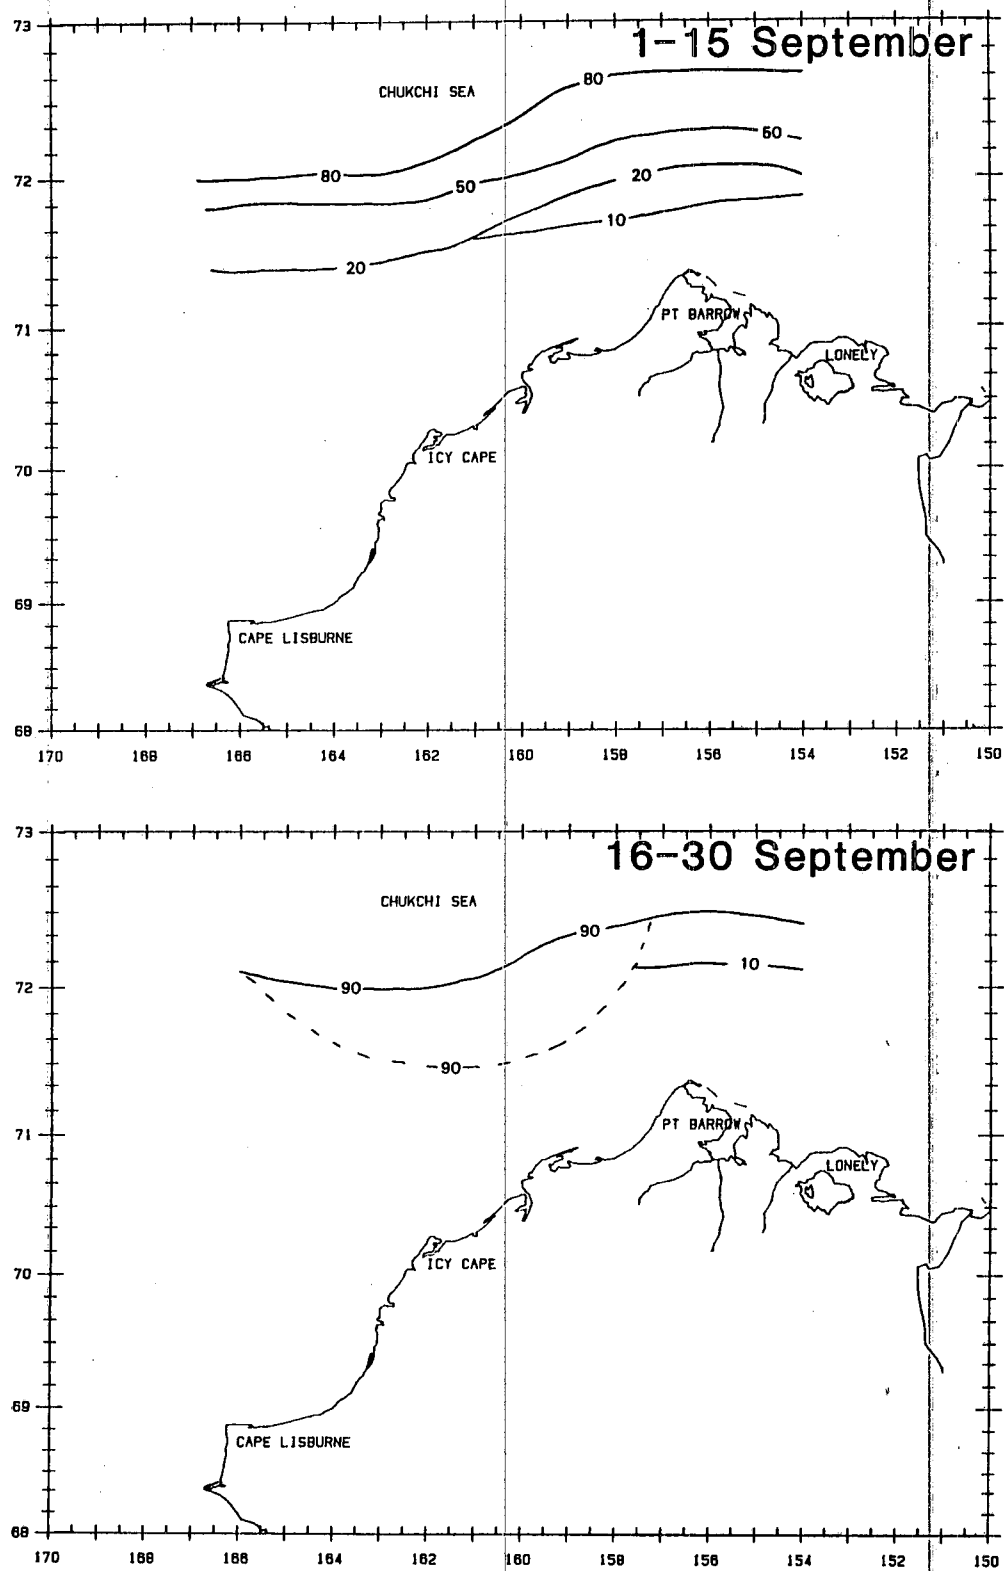 73
1-15 September
CHUKCHI SEA
80
50
80
72
20
50
10
20
71
PT BARROW
LONELY
70
ICY CAPE
69
CAPE LISBURNE
68
170 168 166 164 162 160 158 156 154 152 150
73
16-30 September
CHUKCHI SEA
90
10
72
90
90
71
PT BARROW
LONELY
70
ICY CAPE
69
CAPE LISBURNE
68
170 168 166 164 162 160 158 156 154 152 150